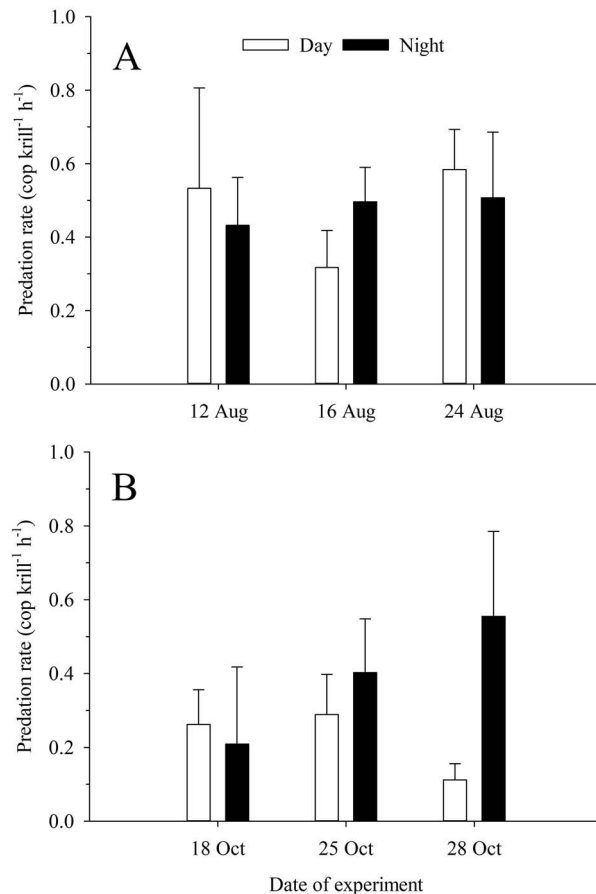 A
Day Night
Predation rate (cop krill⁻¹ h⁻¹)
1.0
0.8
0.6
0.4
0.2
0.0
12 Aug 16 Aug 24 Aug
B
Predation rate (cop krill⁻¹ h⁻¹)
1.0
0.8
0.6
0.4
0.2
0.0
18 Oct 25 Oct 28 Oct
Date of experiment